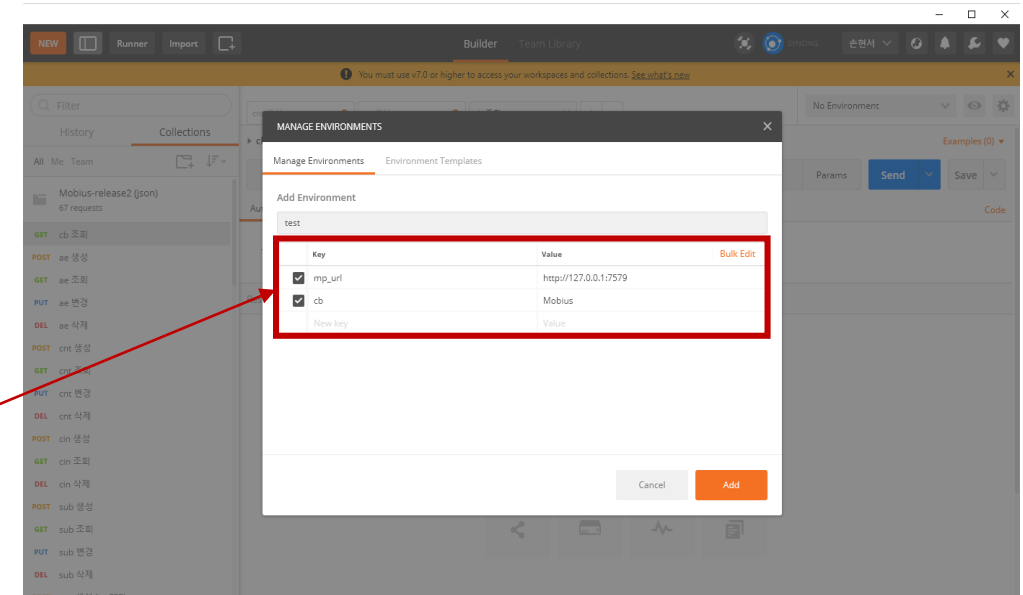 NEW Runner Import Builder Team Library SYNCING 손현서
You must use v7.0 or higher to access your workspaces and collections. See what's new
Filter
No Environment
History Collections
MANAGE ENVIRONMENTS
Examples (0)
All Me Team
Manage Environments Environment Templates
Params Send Save
Mobius-release2 (json)
67 requests
Add Environment
Code
test
GET cb 조회
POST ae 생성
GET ae 조회
PUT ae 변경
DEL ae 삭제
POST cnt 생성
GET cnt 조회
PUT cnt 변경
DEL cnt 삭제
POST cin 생성
GET cin 조회
DEL cin 삭제
POST sub 생성
GET sub 조회
PUT sub 변경
DEL sub 삭제
Key Value Bulk Edit
mp_url http://127.0.0.1:7579
cb Mobius
New key Value
Cancel Add